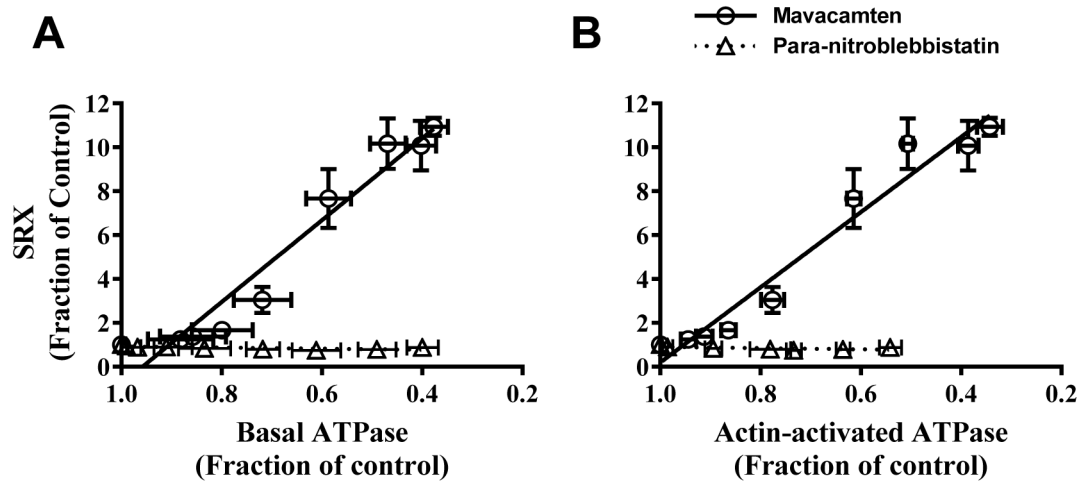 A
B
Mavacamten
Para-nitroblebbistatin
SRX
(Fraction of Control)
12
10
8
6
4
2
0
1.0 0.8 0.6 0.4 0.2
Basal ATPase
(Fraction of control)
12
10
8
6
4
2
0
1.0 0.8 0.6 0.4 0.2
Actin-activated ATPase
(Fraction of control)